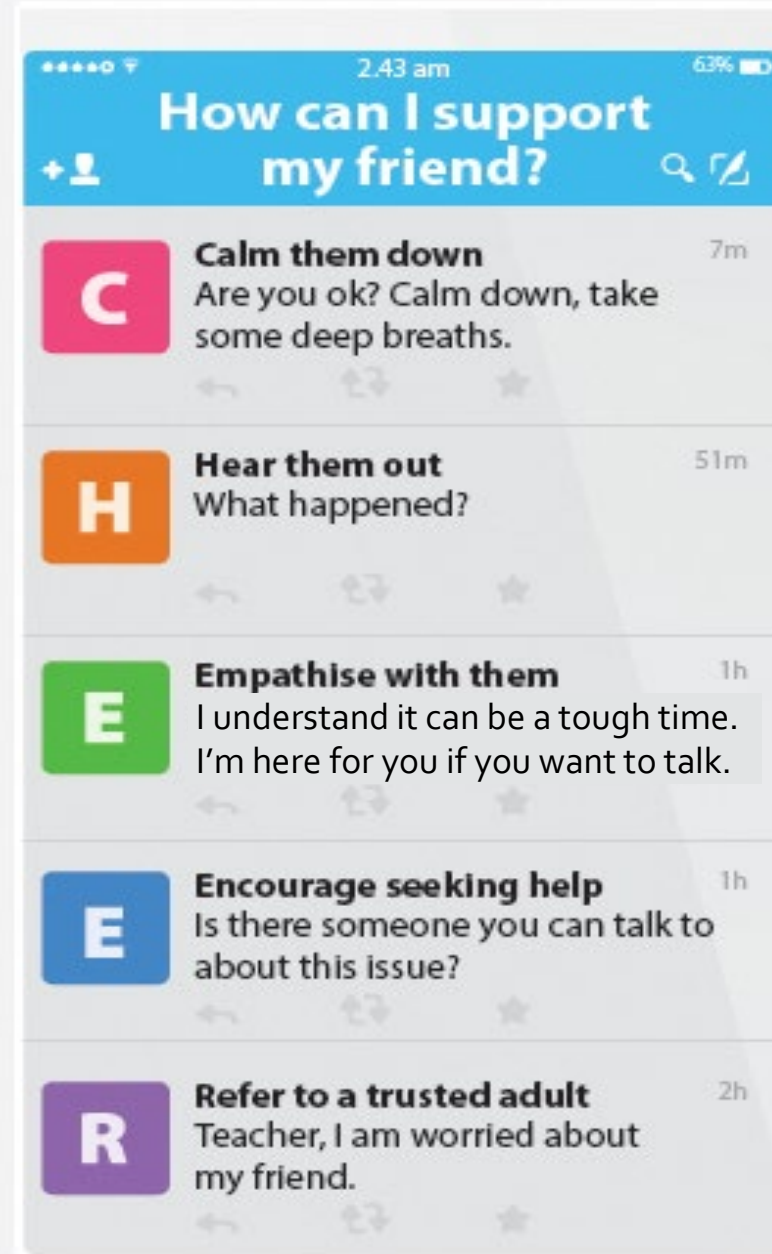 2.43 am
63%
How can I support
my friend?
C
Calm them down
7m
Are you ok? Calm down, take
some deep breaths.
H
Hear them out
51m
What happened?
E
Empathise with them
1h
I understand it can be a tough time.
I'm here for you if you want to talk.
E
Encourage seeking help
1h
Is there someone you can talk to
about this issue?
R
Refer to a trusted adult
2h
Teacher, I am worried about
my friend.